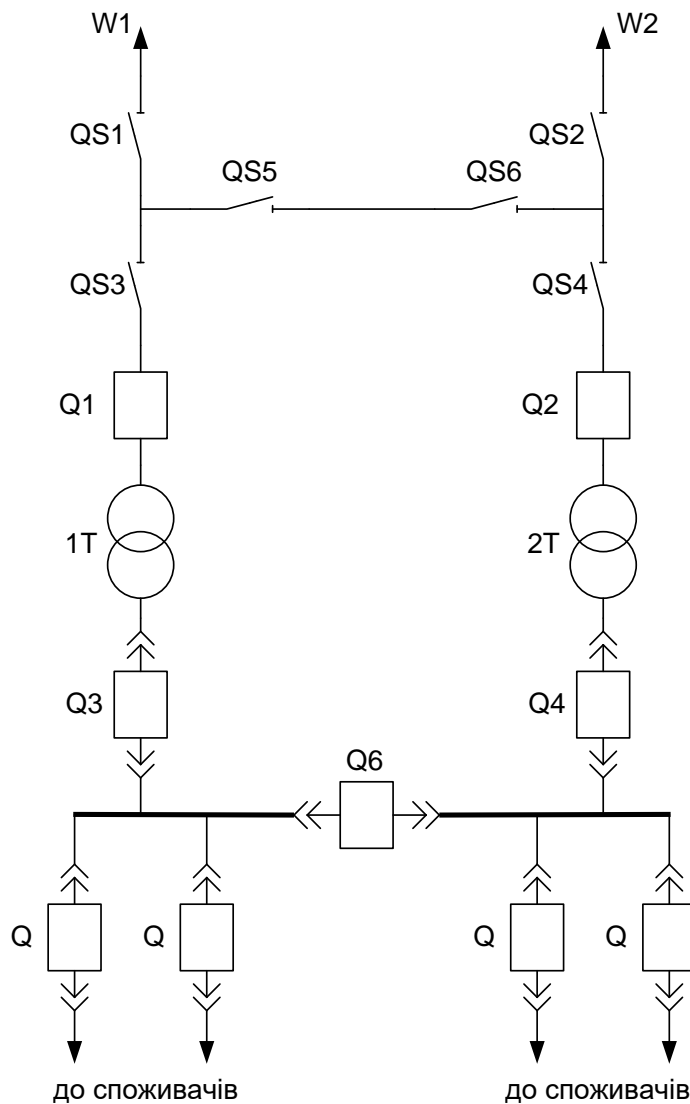 W1 W2
QS1 QS2
QS5 QS6
QS3 QS4
Q1 Q2
1T 2T
Q3 Q4
Q6
Q Q Q Q
до споживачів до споживачів